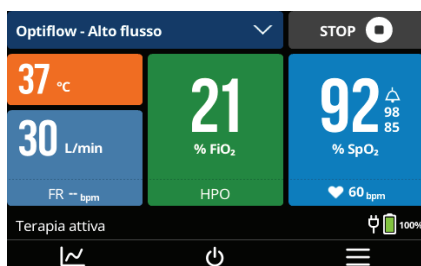 Optiflow - Alto flusso
STOP
37 °C
30 L/min
FR -- bpm
21
% FiO₂
HPO
92
98
85
% SpO₂
60 bpm
Terapia attiva
100%